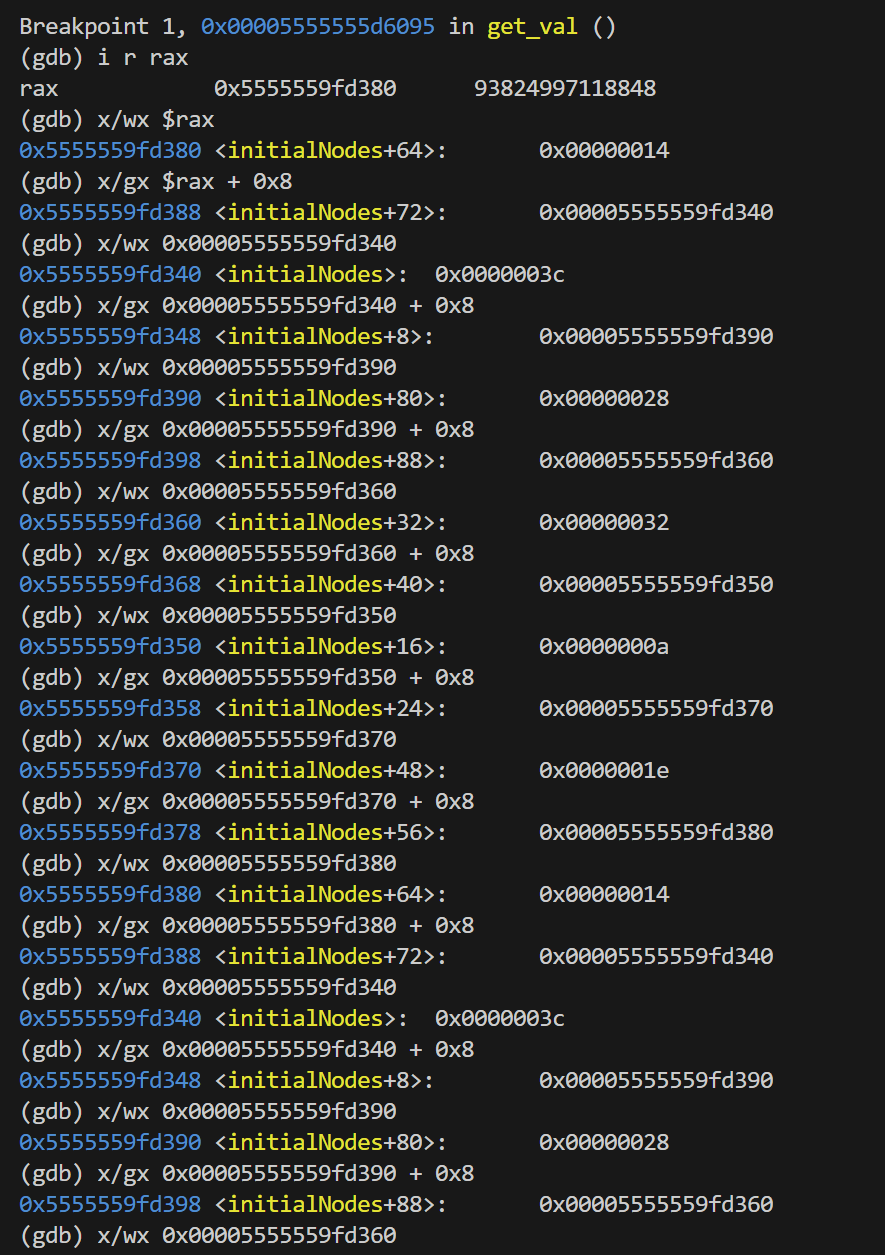 Breakpoint 1, 0x00005555555d6095 in get_val ()
(gdb) i r rax
rax            0x5555559fd380      93824997118848
(gdb) x/wx $rax
0x5555559fd380 <initialNodes+64>:       0x00000014
(gdb) x/gx $rax + 0x8
0x5555559fd388 <initialNodes+72>:       0x00005555559fd340
(gdb) x/wx 0x00005555559fd340
0x5555559fd340 <initialNodes>:  0x0000003c
(gdb) x/gx 0x00005555559fd340 + 0x8
0x5555559fd348 <initialNodes+8>:        0x00005555559fd390
(gdb) x/wx 0x00005555559fd390
0x5555559fd390 <initialNodes+80>:       0x00000028
(gdb) x/gx 0x00005555559fd390 + 0x8
0x5555559fd398 <initialNodes+88>:       0x00005555559fd360
(gdb) x/wx 0x00005555559fd360
0x5555559fd360 <initialNodes+32>:       0x00000032
(gdb) x/gx 0x00005555559fd360 + 0x8
0x5555559fd368 <initialNodes+40>:       0x00005555559fd350
(gdb) x/wx 0x00005555559fd350
0x5555559fd350 <initialNodes+16>:       0x0000000a
(gdb) x/gx 0x00005555559fd350 + 0x8
0x5555559fd358 <initialNodes+24>:       0x00005555559fd370
(gdb) x/wx 0x00005555559fd370
0x5555559fd370 <initialNodes+48>:       0x0000001e
(gdb) x/gx 0x00005555559fd370 + 0x8
0x5555559fd378 <initialNodes+56>:       0x00005555559fd380
(gdb) x/wx 0x00005555559fd380
0x5555559fd380 <initialNodes+64>:       0x00000014
(gdb) x/gx 0x00005555559fd380 + 0x8
0x5555559fd388 <initialNodes+72>:       0x00005555559fd340
(gdb) x/wx 0x00005555559fd340
0x5555559fd340 <initialNodes>:  0x0000003c
(gdb) x/gx 0x00005555559fd340 + 0x8
0x5555559fd348 <initialNodes+8>:        0x00005555559fd390
(gdb) x/wx 0x00005555559fd390
0x5555559fd390 <initialNodes+80>:       0x00000028
(gdb) x/gx 0x00005555559fd390 + 0x8
0x5555559fd398 <initialNodes+88>:       0x00005555559fd360
(gdb) x/wx 0x00005555559fd360